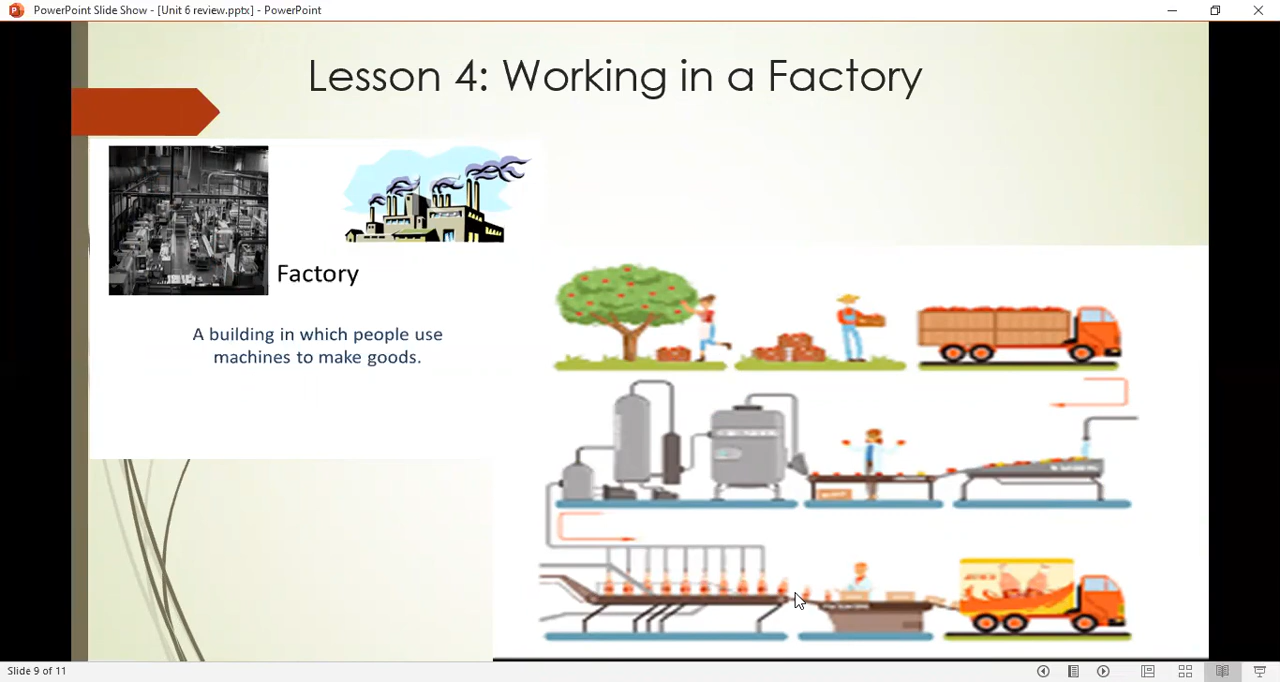 PowerPoint Slide Show - [Unit 6 review.pptx] - PowerPoint
Lesson 4: Working in a Factory
Factory
A building in which people use
machines to make goods.
Slide 9 of 11